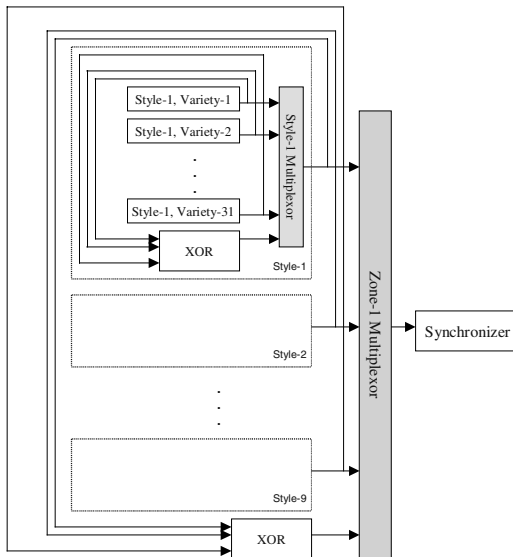 Style-1, Variety-1
Style-1, Variety-2
Style-1, Variety-31
XOR
Style-1 Multiplexor
Style-1
Style-2
Style-9
XOR
Zone-1 Multiplexor
Synchronizer